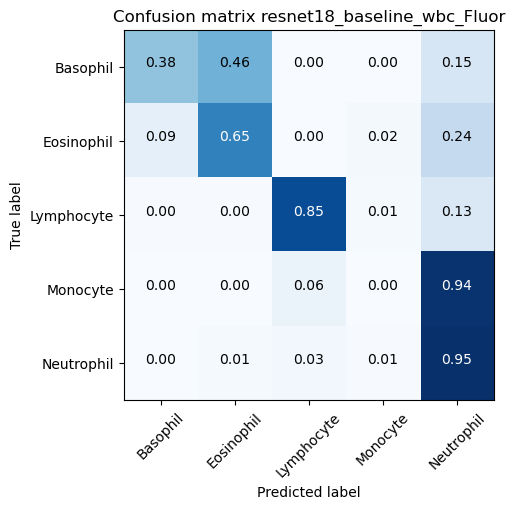 Confusion matrix resnet18_baseline_wbc_Fluor
True label
Basophil 0.38 0.46 0.00 0.00 0.15
Eosinophil 0.09 0.65 0.00 0.02 0.24
Lymphocyte 0.00 0.00 0.85 0.01 0.13
Monocyte 0.00 0.00 0.06 0.00 0.94
Neutrophil 0.00 0.01 0.03 0.01 0.95
Basophil Eosinophil Lymphocyte Monocyte Neutrophil
Predicted label